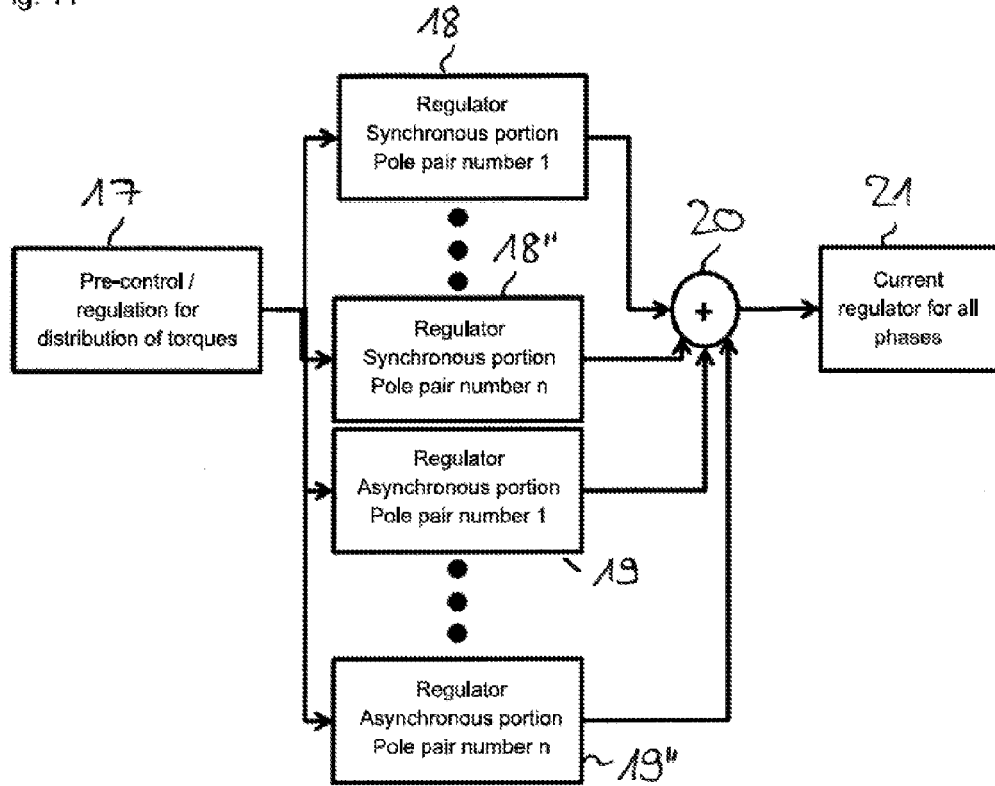 18
Regulator
Synchronous portion
Pole pair number 1
17
Pre-control /
regulation for
distribution of torques
18"
Regulator
Synchronous portion
Pole pair number n
20
+
21
Current
regulator for all
phases
Regulator
Asynchronous portion
Pole pair number 1
19
Regulator
Asynchronous portion
Pole pair number n
19"